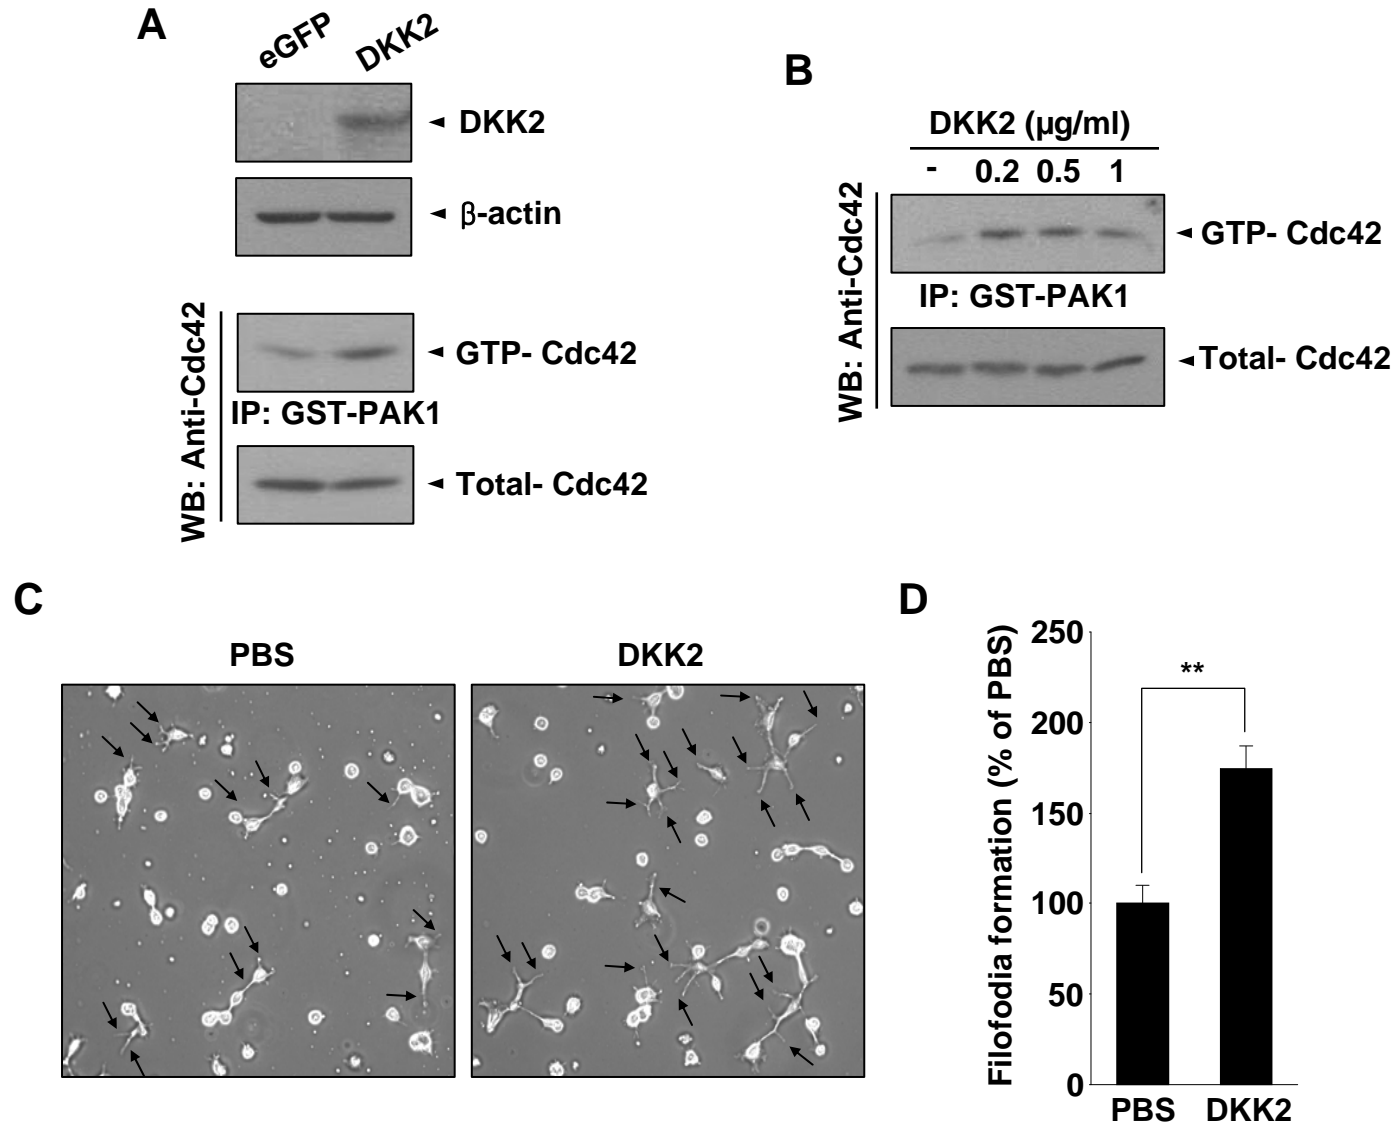 A
eGFP DKK2
DKK2
β-actin
WB: Anti-Cdc42
GTP- Cdc42
IP: GST-PAK1
Total- Cdc42
B
DKK2 (µg/ml)
- 0.2 0.5 1
WB: Anti-Cdc42
GTP- Cdc42
IP: GST-PAK1
Total- Cdc42
C
PBS
DKK2
D
Filofodia formation (% of PBS)
250
200
150
100
50
0
**
PBS DKK2